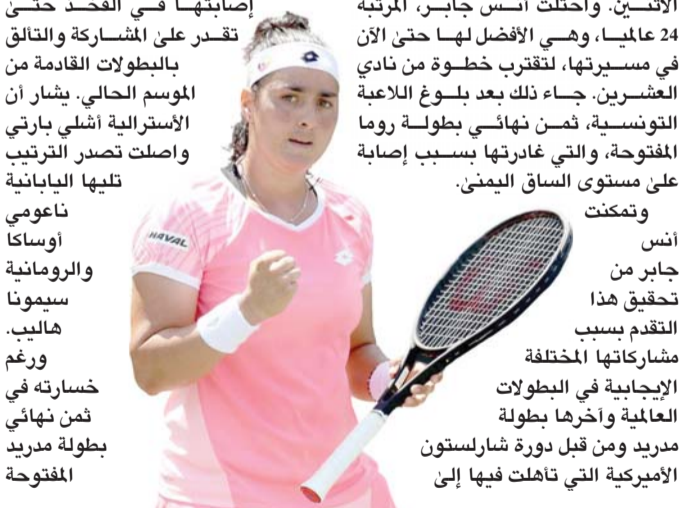 الاثنين. واحتلت أنس جابر، المرتبة
24 عالميا، وهي الأفضل لها حتى الآن
في مسيرتها، لتقترب خطوة من نادي
العشرين. جاء ذلك بعد بلوغ اللاعبة
التونسية، ثمن نهائي بطولة روما
المفتوحة، والتي غادرتها بسبب إصابة
على مستوى الساق اليمنى.
وتمكنت
أنس
جابر من
تحقيق هذا
التقدم بسبب
مشاركاتها المختلفة
الإيجابية في البطولات
العالمية وآخرها بطولة
مدريد ومن قبل دورة شارلستون
الأميركية التي تأهلت فيها إلى
إصابتها في الفخذ حتى
تقدر على المشاركة والتألق
بالبطولات القادمة من
الموسم الحالي. يشار أن
الأسترالية أشلي بارتي
واصلت تصدر الترتيب
تليها اليابانية
ناعومي
أوساكا
والرومانية
سيمونا
هاليب.
ورغم
خسارته في
ثمن نهائي
بطولة مدريد
المفتوحة
HAVAL